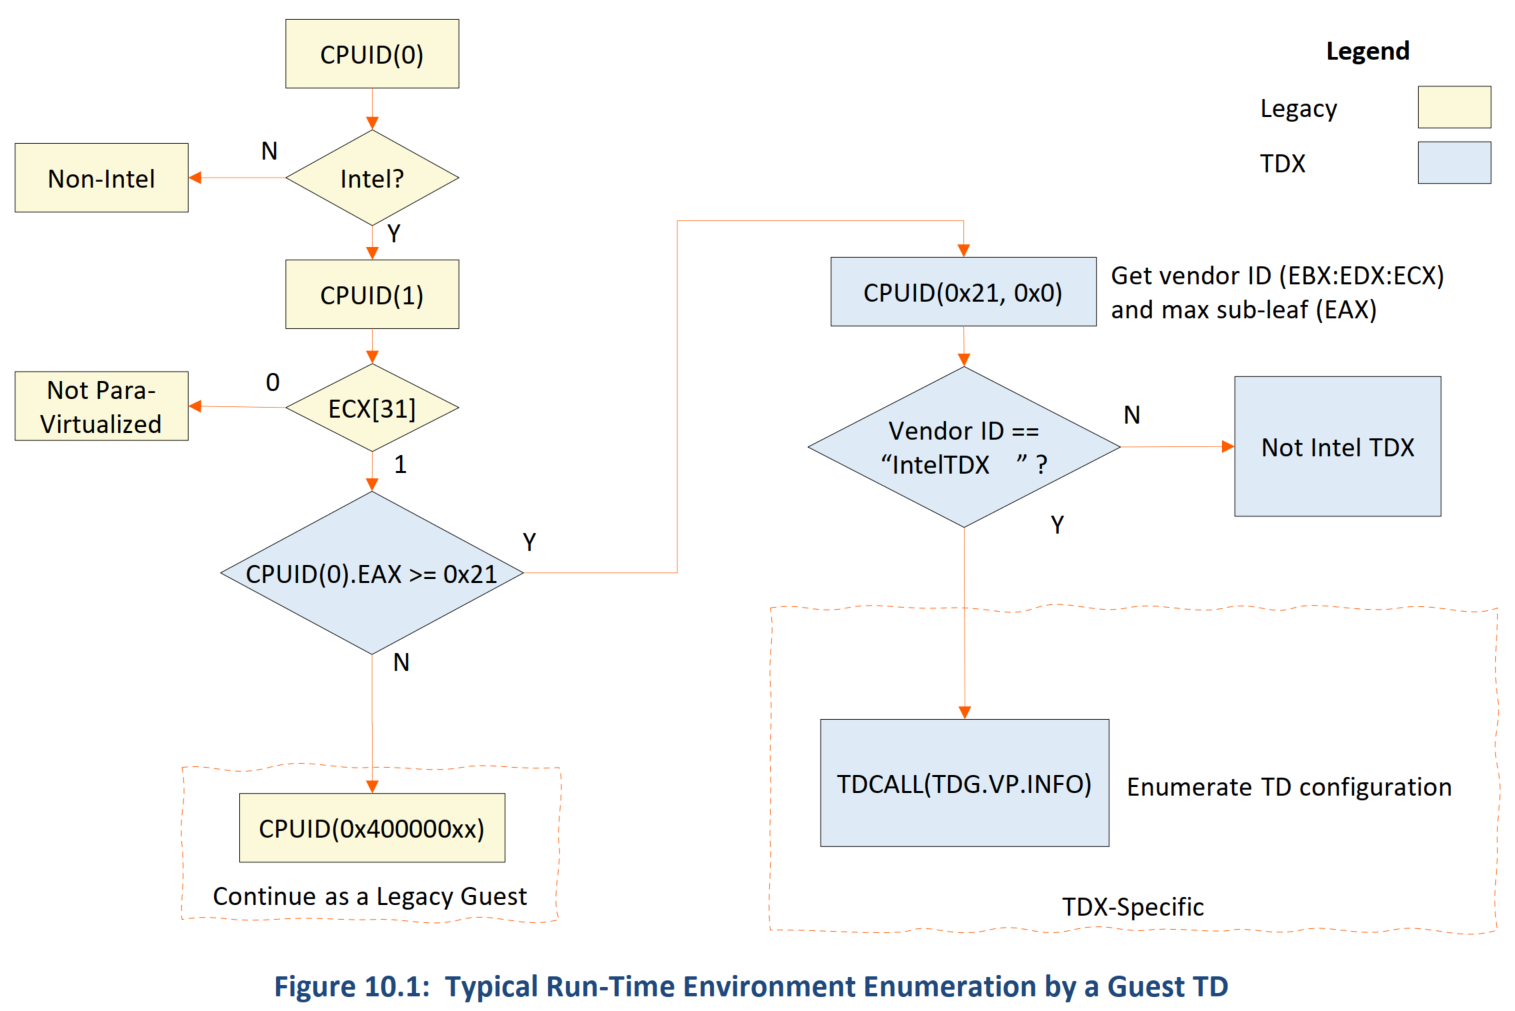 CPUID(0)
Intel?
N
Non-Intel
Y
CPUID(1)
ECX[31]
0
Not Para-
Virtualized
1
CPUID(0).EAX >= 0x21
Y
N
CPUID(0x400000xx)
Continue as a Legacy Guest
Legend
Legacy
TDX
CPUID(0x21, 0x0)
Get vendor ID (EBX:EDX:ECX)
and max sub-leaf (EAX)
Vendor ID ==
“IntelTDX    ” ?
N
Not Intel TDX
Y
TDCALL(TDG.VP.INFO)
Enumerate TD configuration
TDX-Specific
Figure 10.1:  Typical Run-Time Environment Enumeration by a Guest TD